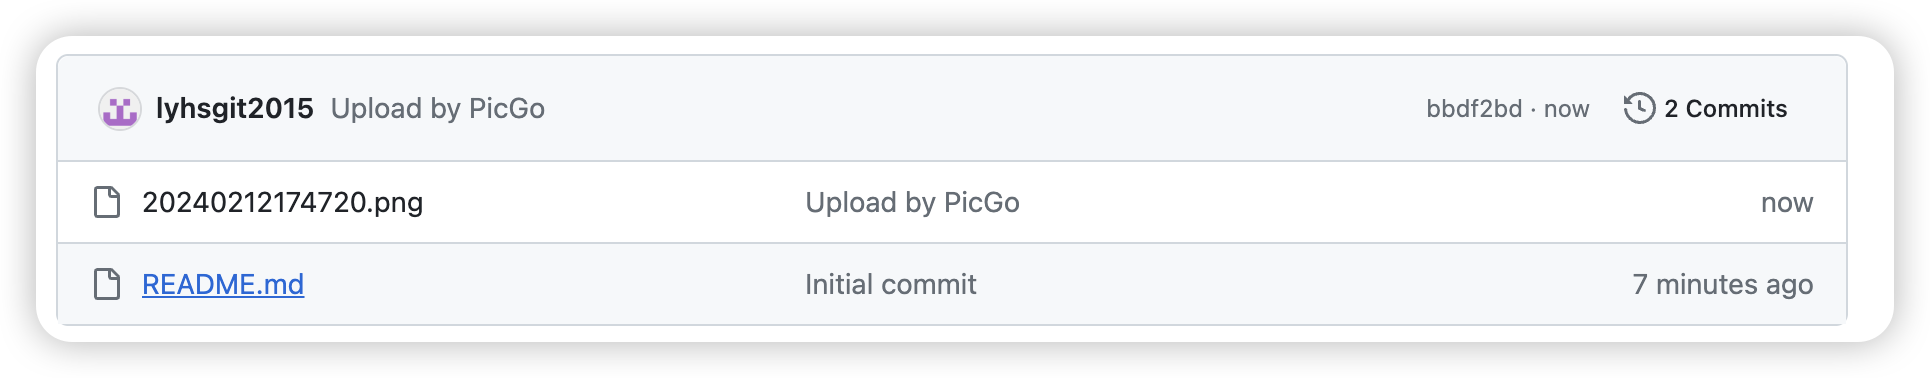 lyhsgit2015 Upload by PicGo bbdf2bd · now 2 Commits
20240212174720.png Upload by PicGo now
README.md Initial commit 7 minutes ago